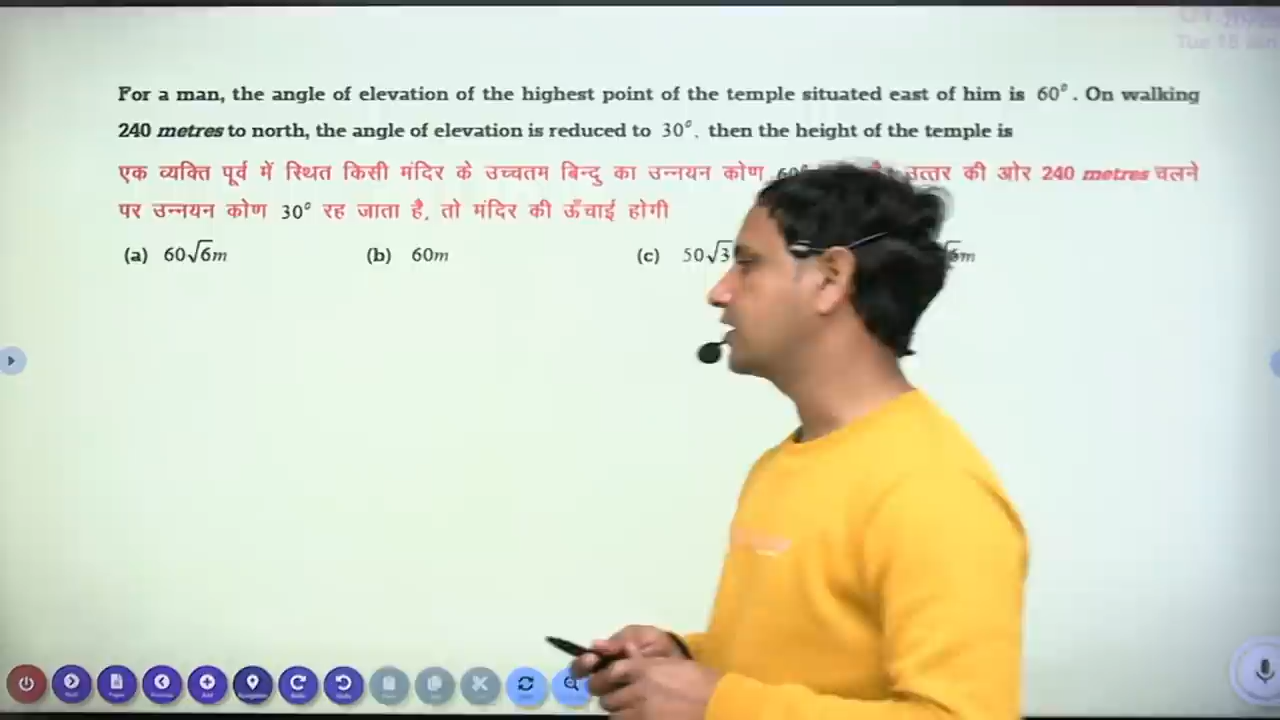 For a man, the angle of elevation of the highest point of the temple situated east of him is 60°. On walking
240 metres to north, the angle of elevation is reduced to 30°. then the height of the temple is
एक व्यक्ति पूर्व में स्थित किसी मंदिर के उच्चतम बिन्दु का उन्नयन कोण 60° उत्तर की ओर 240 metres चलने
पर उन्नयन कोण 30° रह जाता है, तो मंदिर की ऊँचाई होगी
(a) 60√6m (b) 60m (c) 50√3